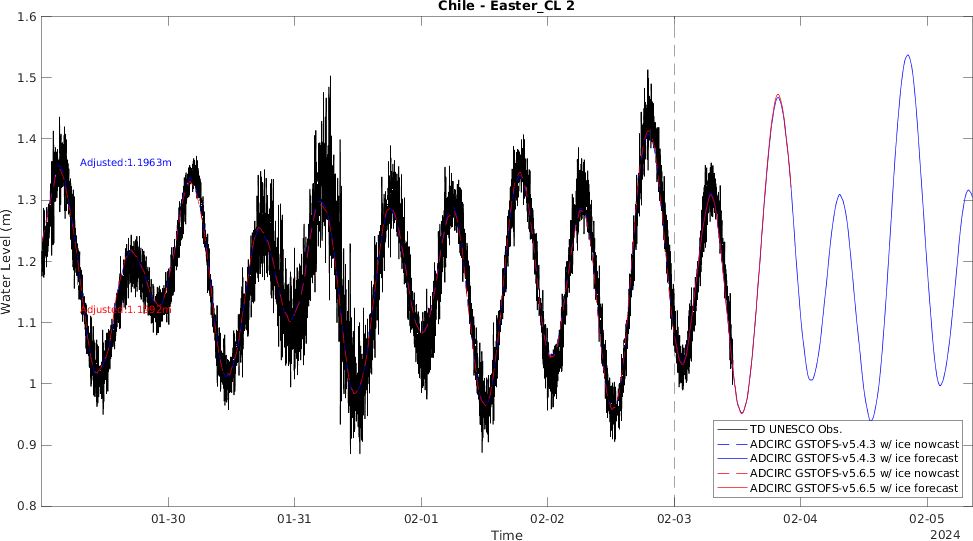 Chile - Easter_CL 2
1.6
1.5
1.4
1.3
1.2
1.1
1
0.9
0.8
Water Level (m)
Adjusted:1.1963m
TD UNESCO Obs.
ADCIRC GSTOFS-v5.4.3 w/ ice nowcast
ADCIRC GSTOFS-v5.4.3 w/ ice forecast
ADCIRC GSTOFS-v5.6.5 w/ ice nowcast
ADCIRC GSTOFS-v5.6.5 w/ ice forecast
01-30
01-31
02-01
02-02
02-03
02-04
02-05
Time
2024